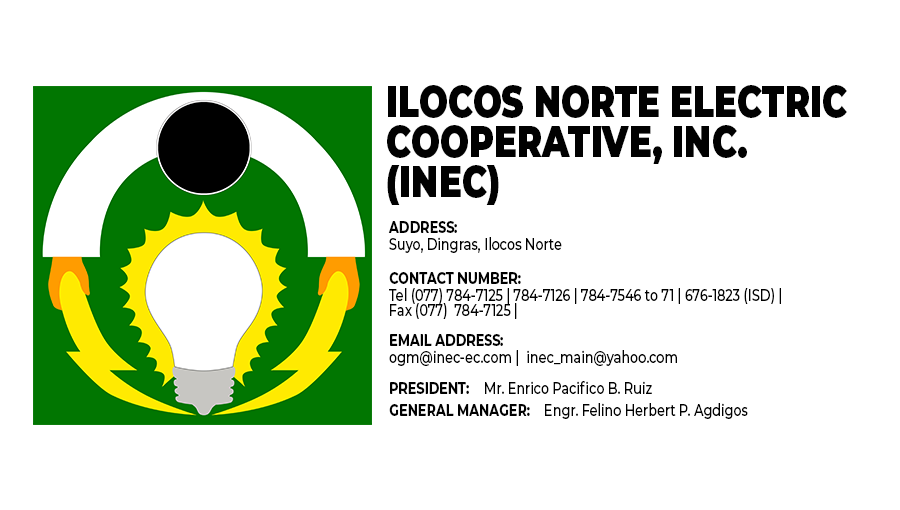 ILOCOS NORTE ELECTRIC
COOPERATIVE, INC.
(INEC)
ADDRESS:
Suyo, Dingras, Ilocos Norte
CONTACT NUMBER:
Tel (077) 784-7125 | 784-7126 | 784-7546 to 71 | 676-1823 (ISD) |
Fax (077)  784-7125 |
EMAIL ADDRESS:
ogm@inec-ec.com |  inec_main@yahoo.com
PRESIDENT: Mr. Enrico Pacifico B. Ruiz
GENERAL MANAGER: Engr. Felino Herbert P. Agdigos